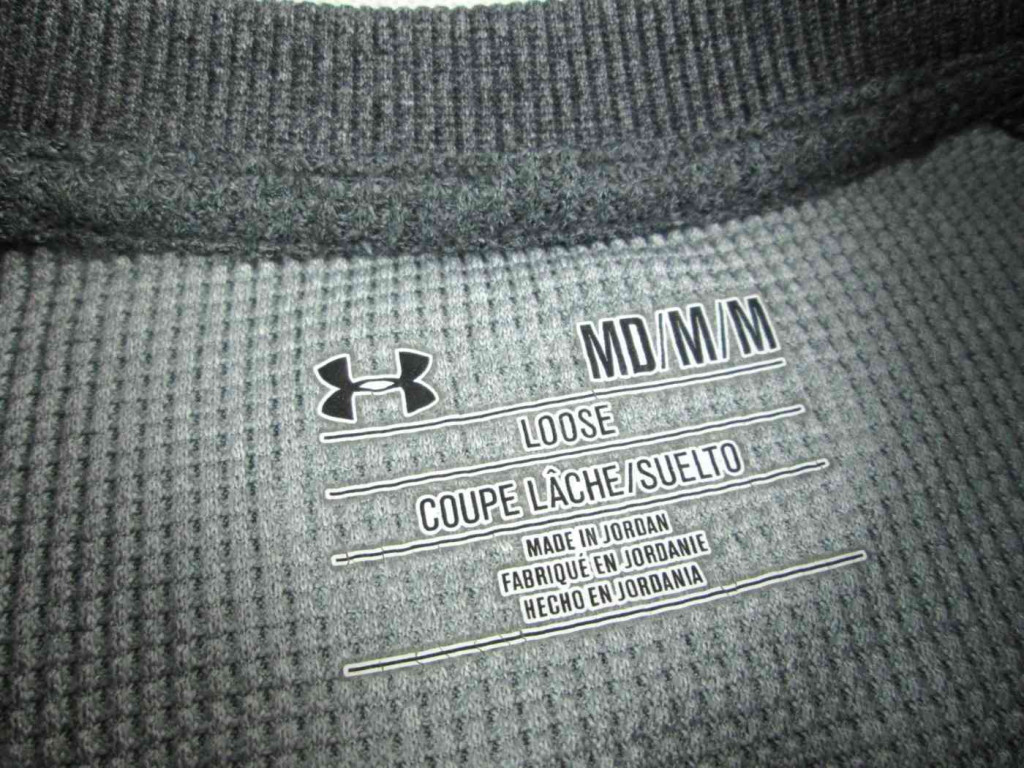 MD/M/M
LOOSE
COUPE LÂCHE/SUELTO
MADE IN JORDAN
FABRIQUÉ EN JORDANIE
HECHO EN JORDANIA